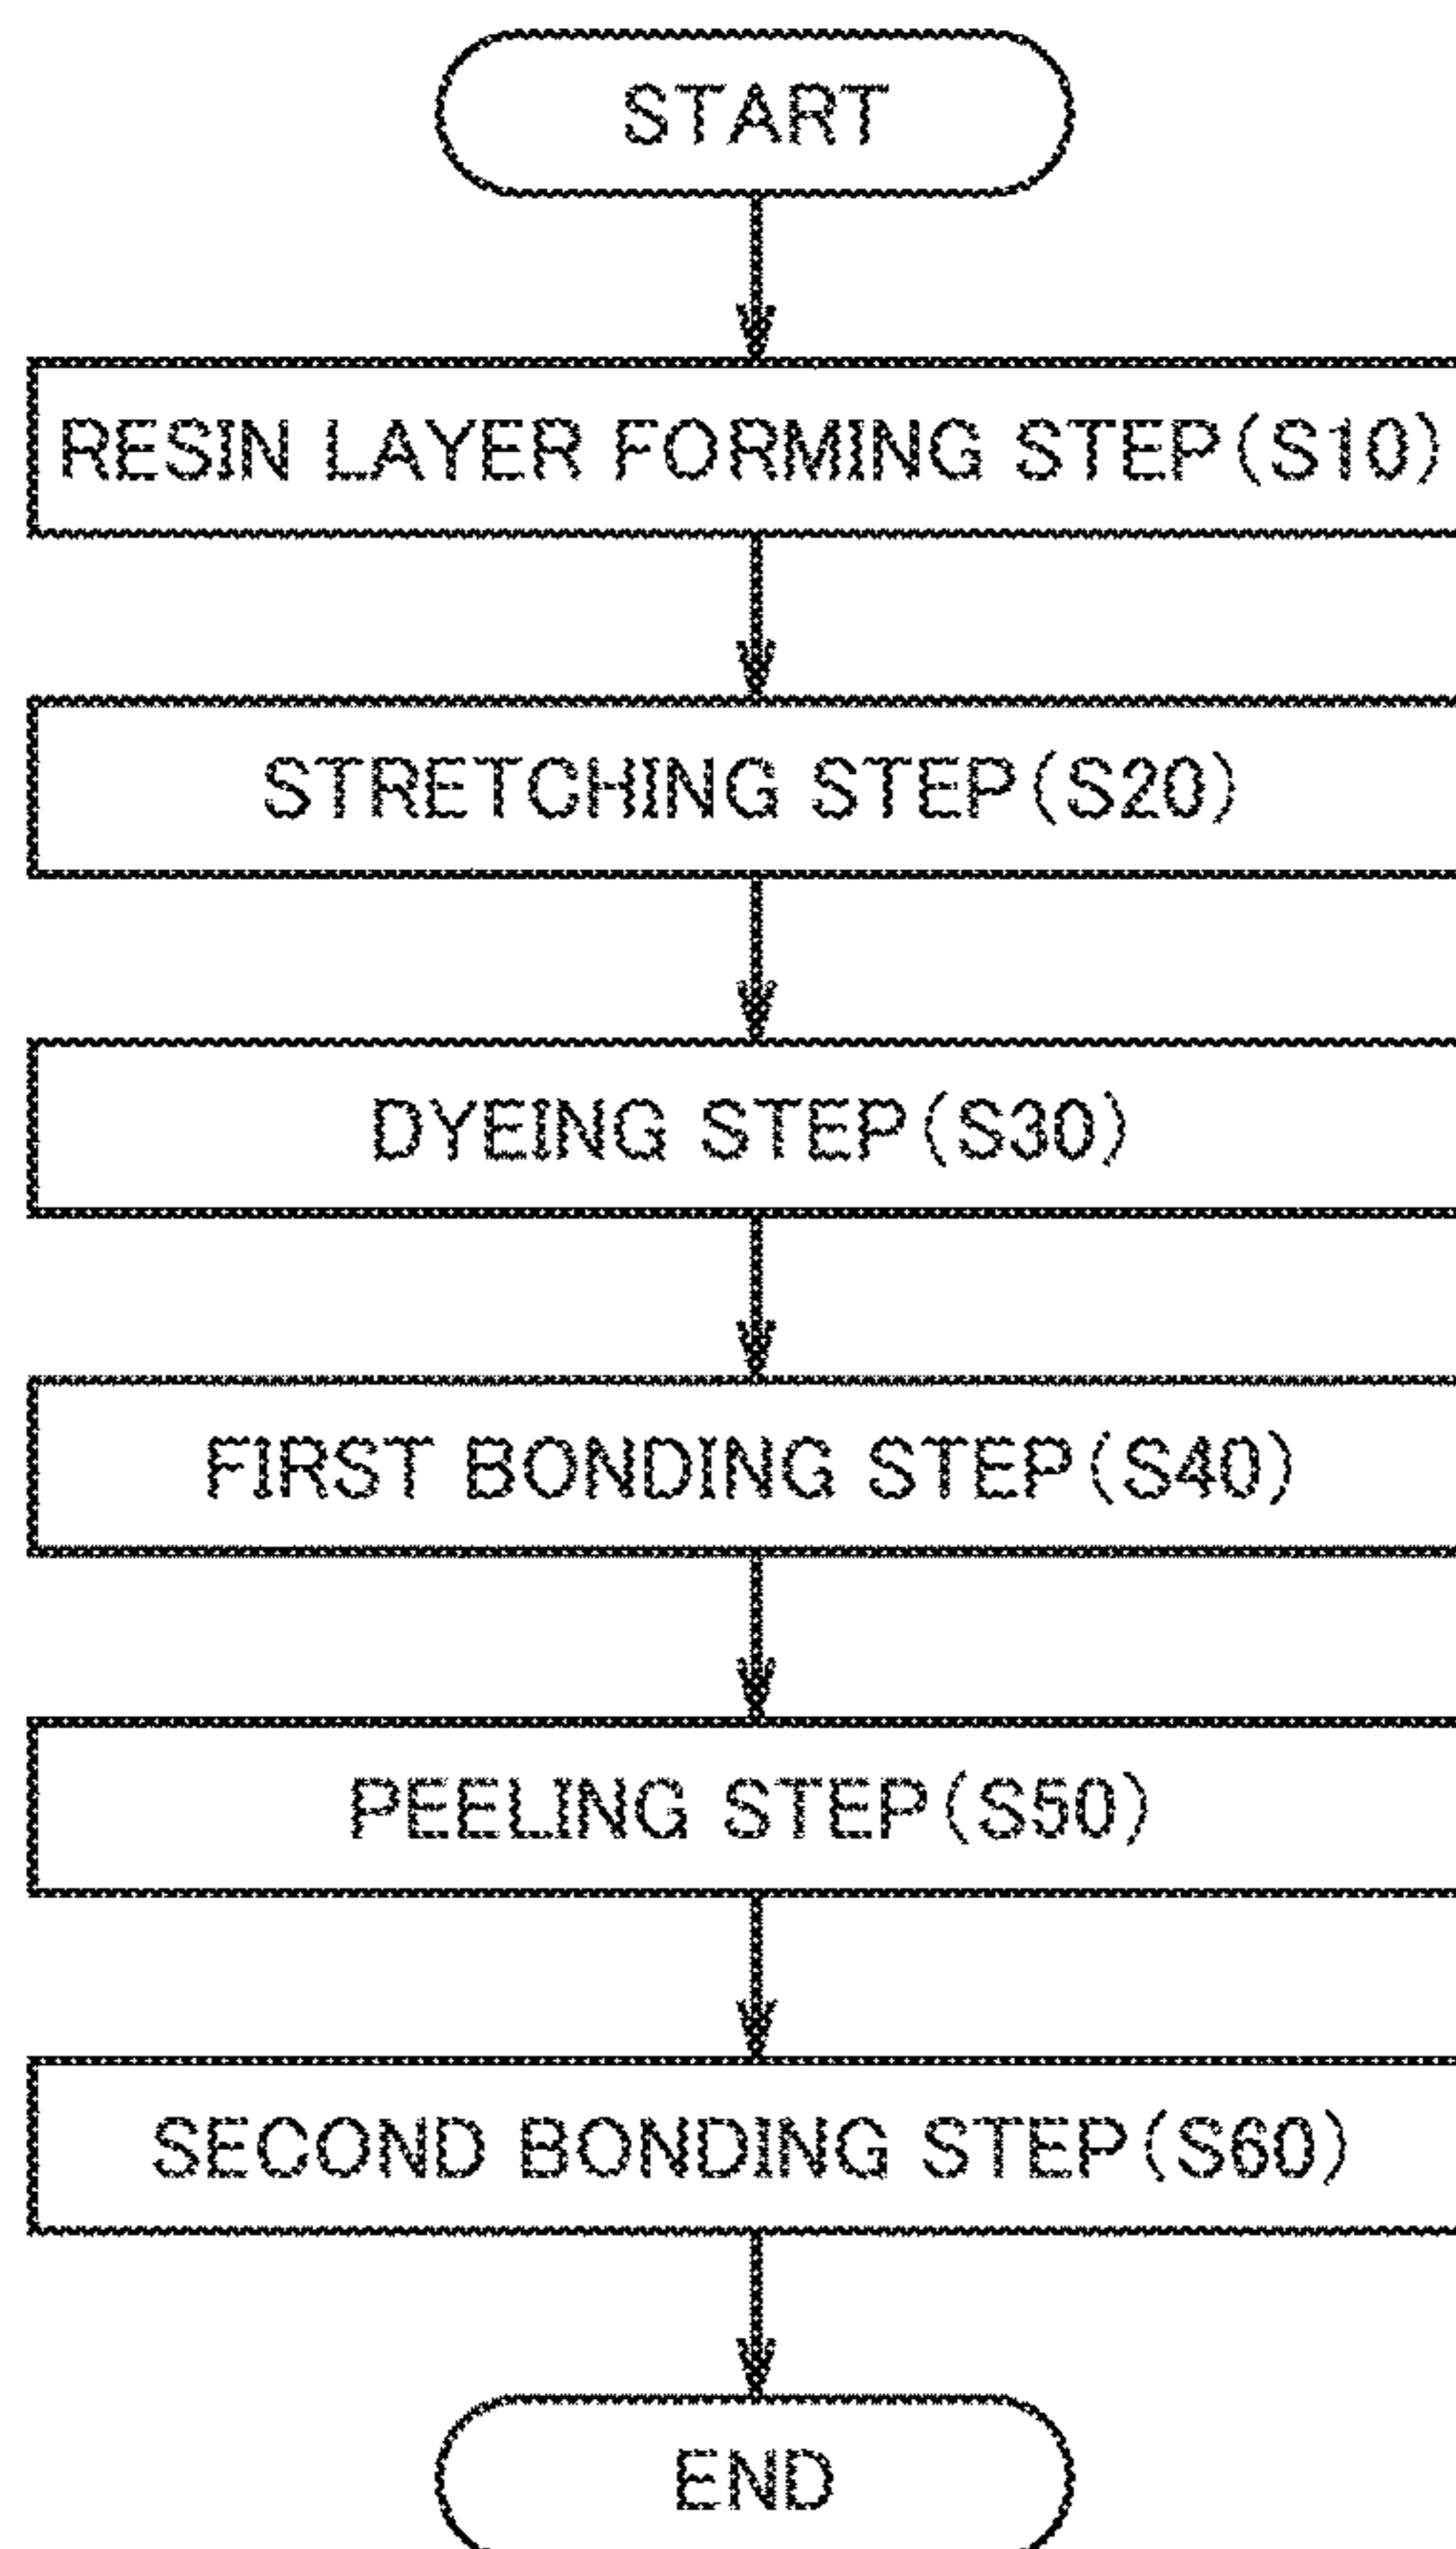 START
RESIN LAYER FORMING STEP(S10)
STRETCHING STEP(S20)
DYEING STEP(S30)
FIRST BONDING STEP(S40)
PEELING STEP(S50)
SECOND BONDING STEP(S60)
END